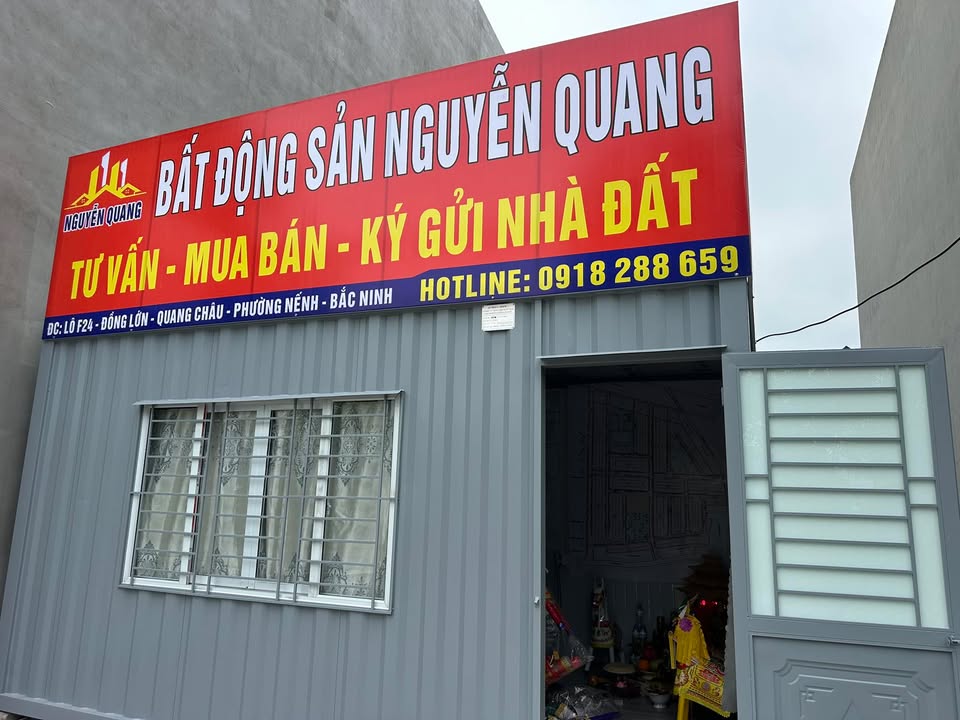 BẤT ĐỘNG SẢN NGUYỄN QUANG
NGUYỄN QUANG
TƯ VẤN - MUA BÁN - KÝ GỬI NHÀ ĐẤT
ĐC: LÔ F24 - ĐỒNG LỚN - QUANG CHÂU - PHƯỜNG NẾNH - BẮC NINH
HOTLINE: 0918 288 659